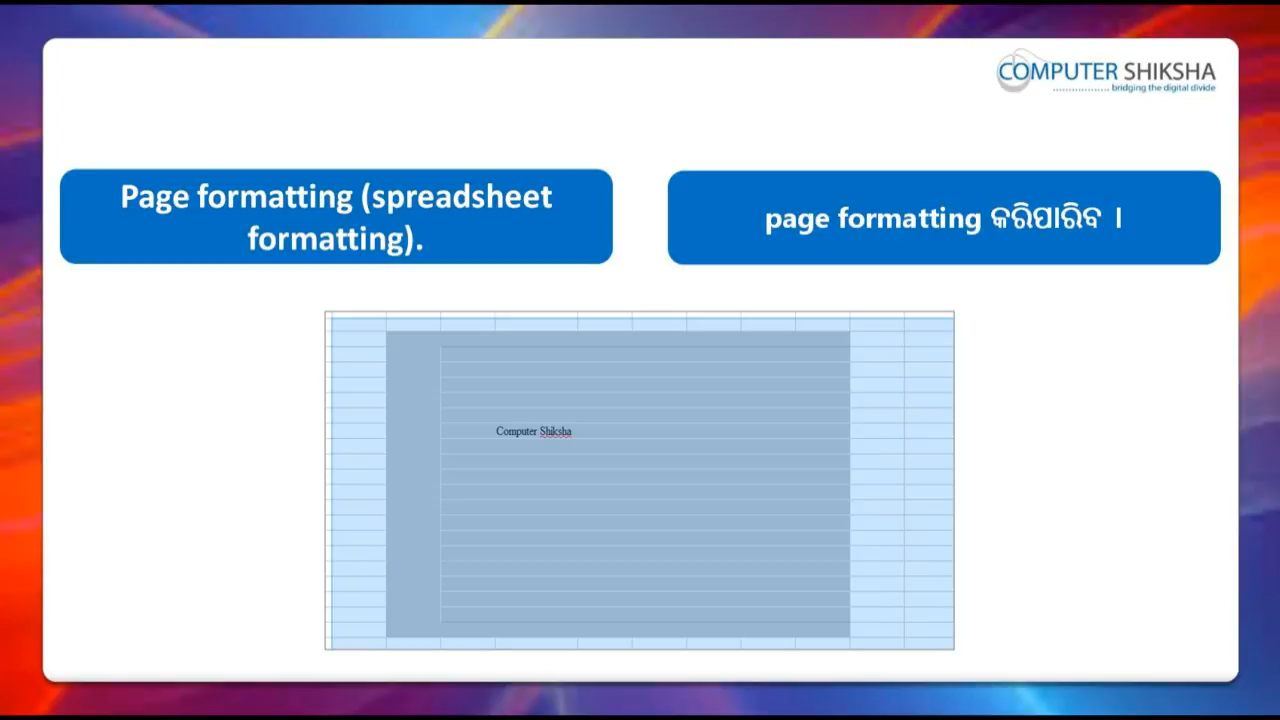 COMPUTER SHIKSHA
bridging the digital divide
Page formatting (spreadsheet
formatting).
page formatting କରିପାରିବ ।
Computer Shiksha